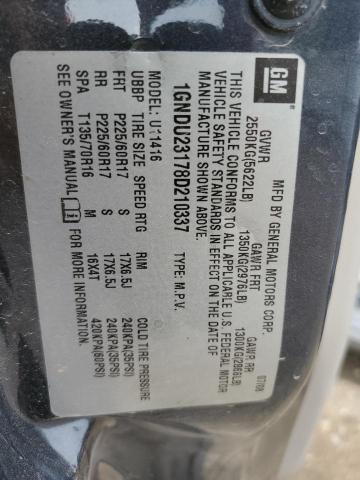 GM
MFD BY GENERAL MOTORS CORP.
07/08
GVWR GAWR FRT GAWR RR
2550KG(5622LB) 1350KG(2976LB) 1300KG(2866LB)
THIS VEHICLE CONFORMS TO ALL APPLICABLE U.S. FEDERAL MOTOR
VEHICLE SAFETY STANDARDS IN EFFECT ON THE DATE OF
MANUFACTURE SHOWN ABOVE.
1GNDU23178D210337 TYPE: M.P.V.
MODEL: U11416
UBBP TIRE SIZE SPEED RTG RIM COLD TIRE PRESSURE
FRT P225/60R17 S 17X6.5J 240KPA(35PSI)
RR P225/60R17 S 17X6.5J 240KPA(35PSI)
SPA T135/70R16 M 16X4T 420KPA(60PSI)
SEE OWNER'S MANUAL FOR MORE INFORMATION.